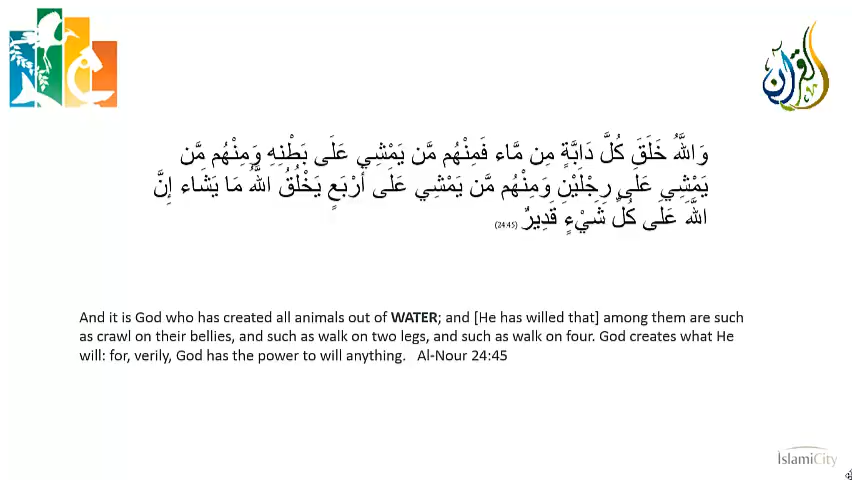 القرآن
وَاللَّهُ خَلَقَ كُلَّ دَابَّةٍ مِن مَّاء فَمِنْهُم مَّن يَمْشِي عَلَى بَطْنِهِ وَمِنْهُم مَّن
يَمْشِي عَلَى رِجْلَيْنِ وَمِنْهُم مَّن يَمْشِي عَلَى أَرْبَعٍ يَخْلُقُ اللَّهُ مَا يَشَاء إِنَّ
اللَّهَ عَلَى كُلِّ شَيْءٍ قَدِيرٌ (24:45)
And it is God who has created all animals out of WATER; and [He has willed that] among them are such
as crawl on their bellies, and such as walk on two legs, and such as walk on four. God creates what He
will: for, verily, God has the power to will anything. Al-Nour 24:45
IslamiCity